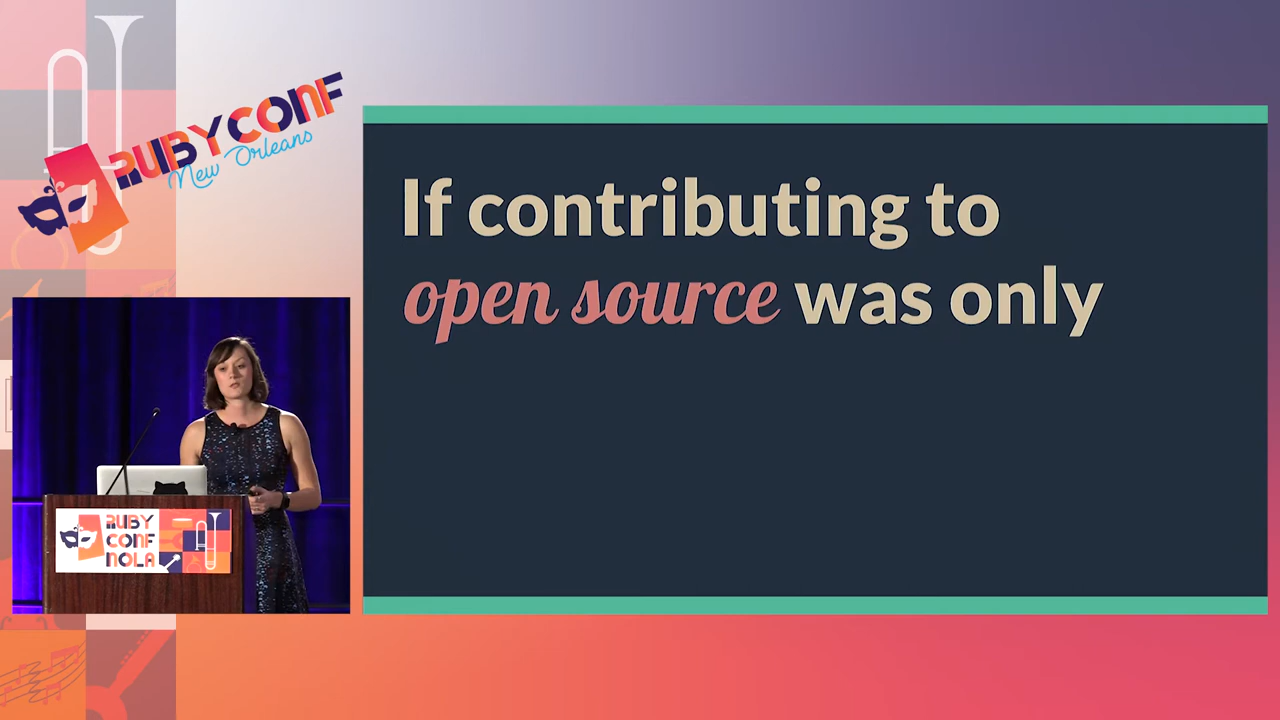 RUBYCONF
New Orleans
If contributing to
open source was only
RUBY
CONF
NOLA